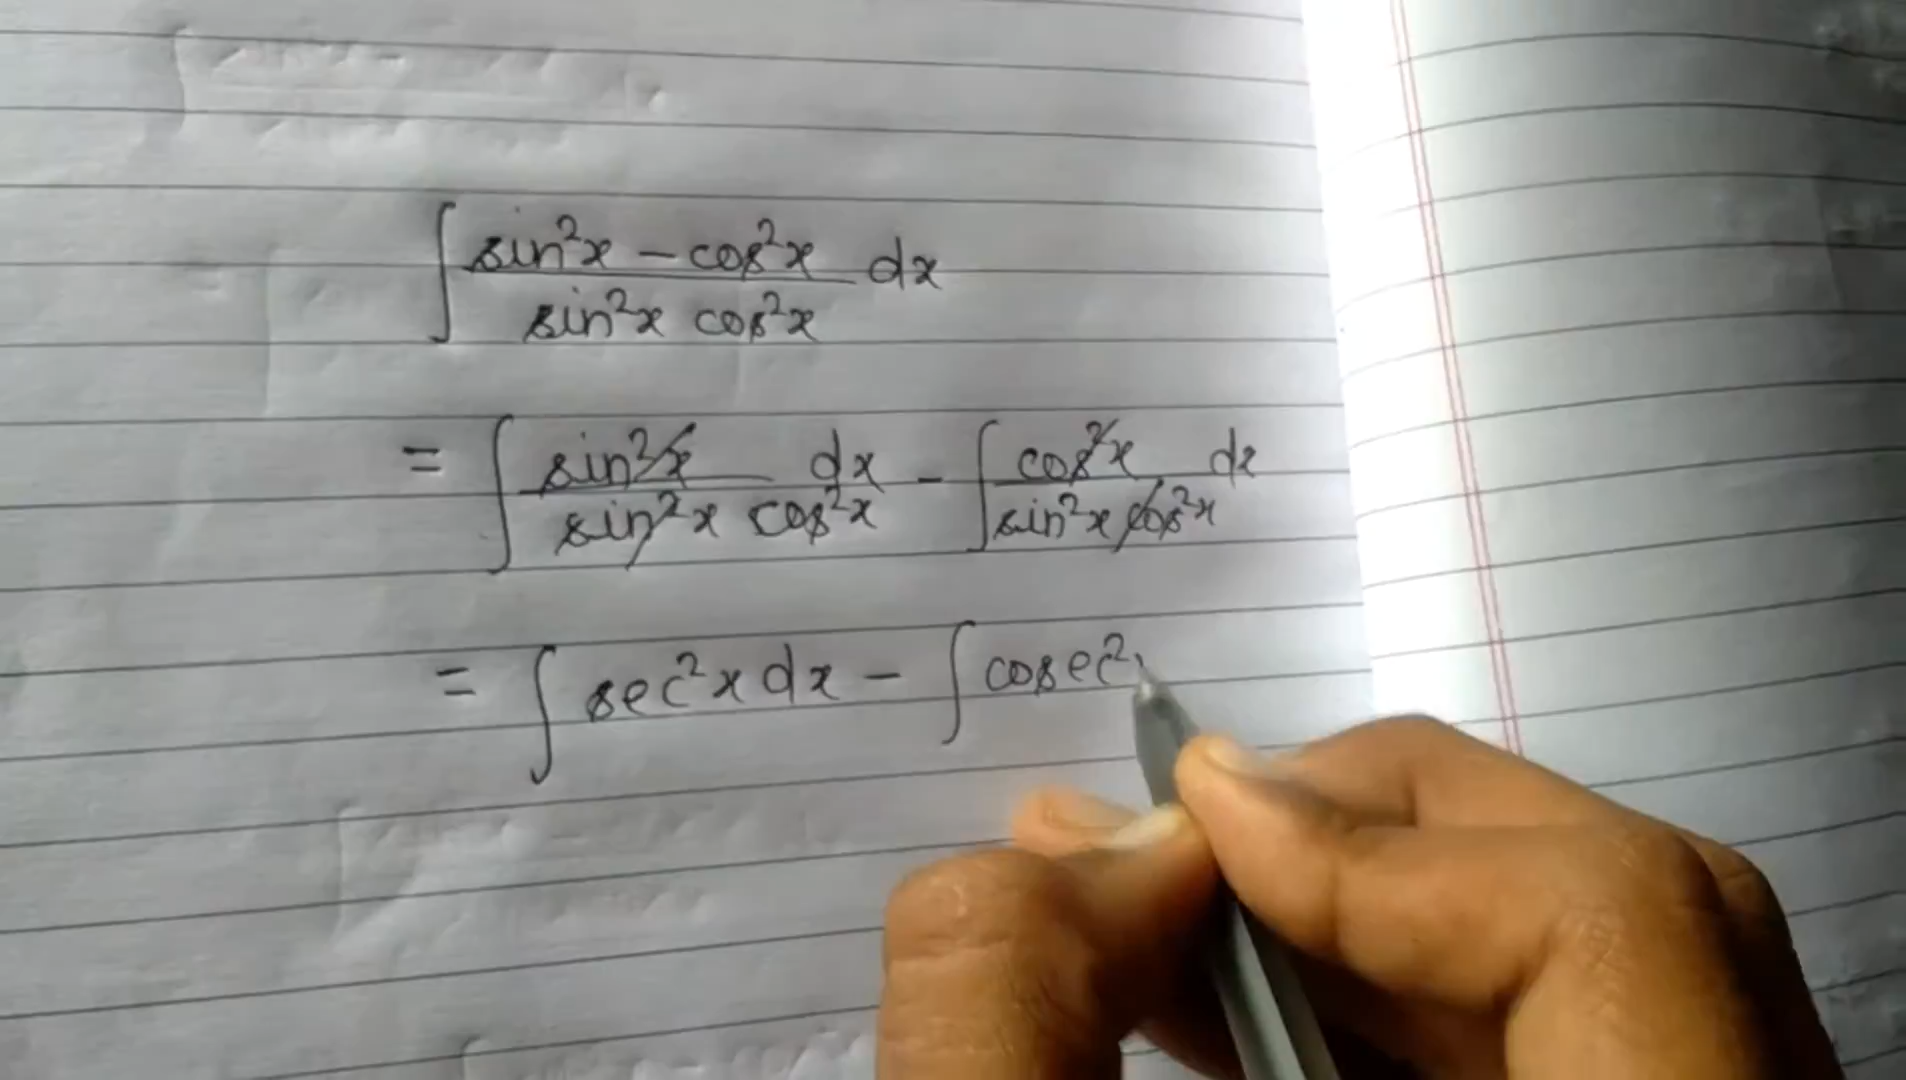 ∫ sin²x − cos²x / sin²x cos²x dx
= ∫ sin²x / sin²x cos²x dx − ∫ cos²x / sin²x cos²x dx
= ∫ sec²x dx − ∫ cosec²